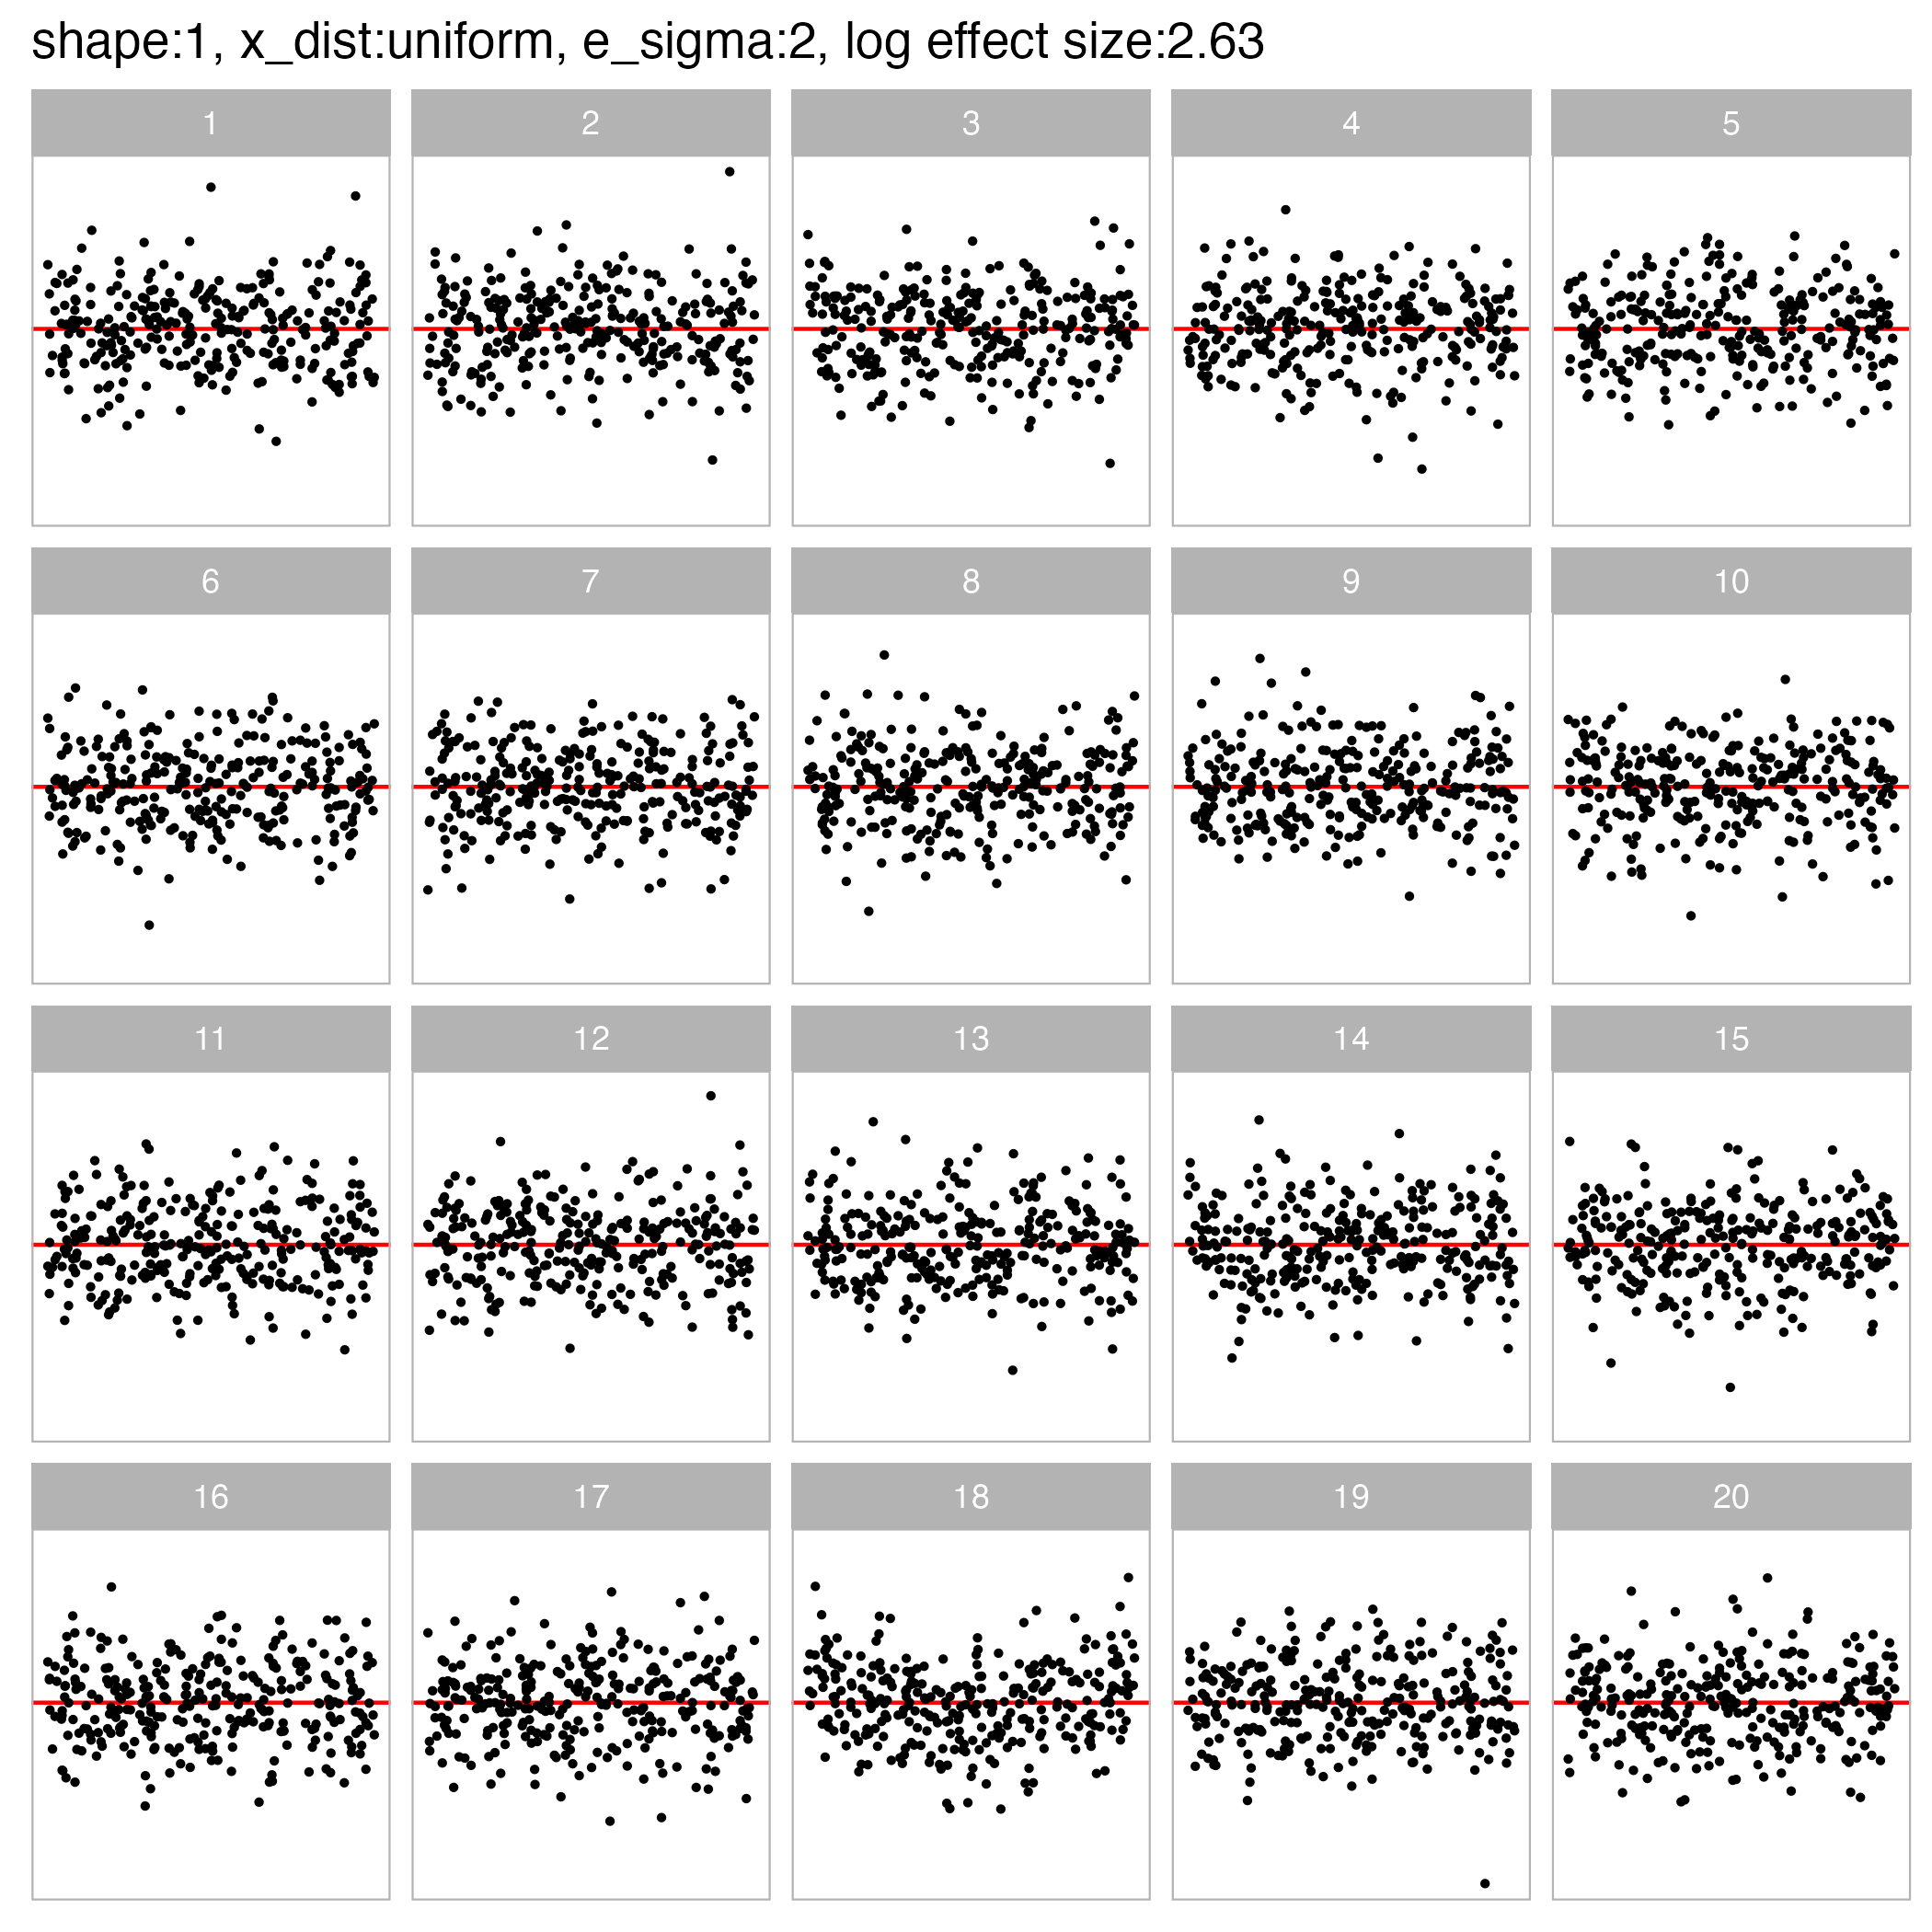 shape:1, x_dist:uniform, e_sigma:2, log effect size:2.63
1 2 3 4 5
6 7 8 9 10
11 12 13 14 15
16 17 18 19 20